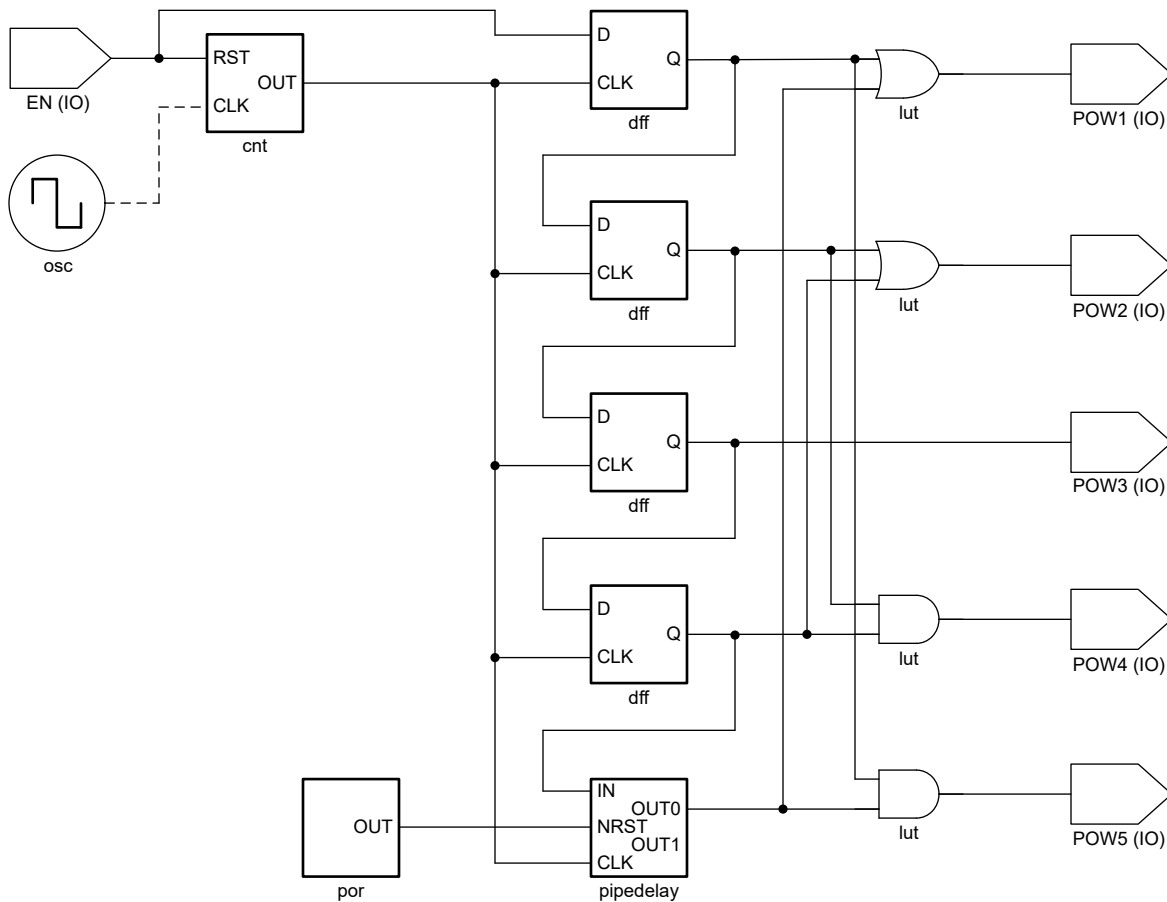 EN (IO)
RST
OUT
CLK
cnt
osc
D
Q
CLK
dff
lut
POW1 (IO)
D
Q
CLK
dff
lut
POW2 (IO)
D
Q
CLK
dff
POW3 (IO)
D
Q
CLK
dff
lut
POW4 (IO)
OUT
por
IN
OUT0
NRST
OUT1
CLK
pipedelay
lut
POW5 (IO)